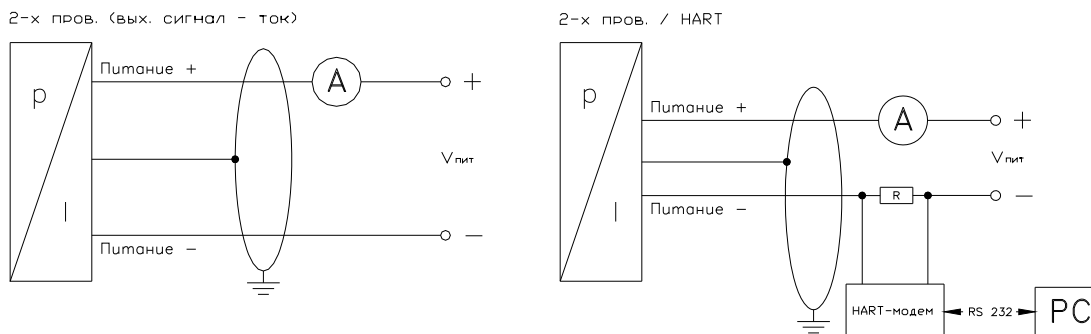 2-х пров. (вых. сигнал - ток)
Питание +
p
A
+
Vпит
I
Питание -
-
2-х пров. / HART
p
Питание +
A
+
Vпит
I
Питание -
R
-
HART-модем
RS 232
PC